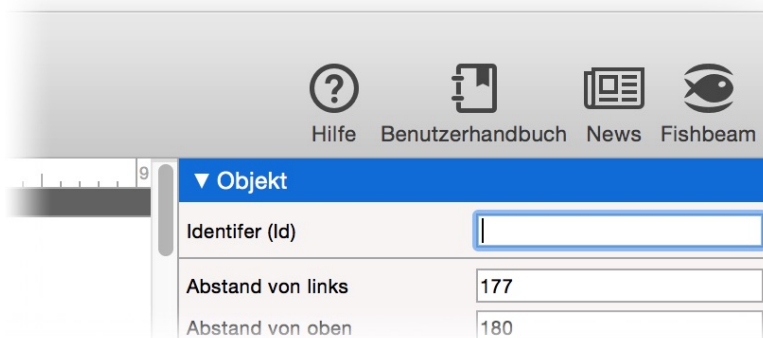 Hilfe Benutzerhandbuch News Fishbeam
9
▼ Objekt
Identifer (Id)
Abstand von links 177
Abstand von oben 180